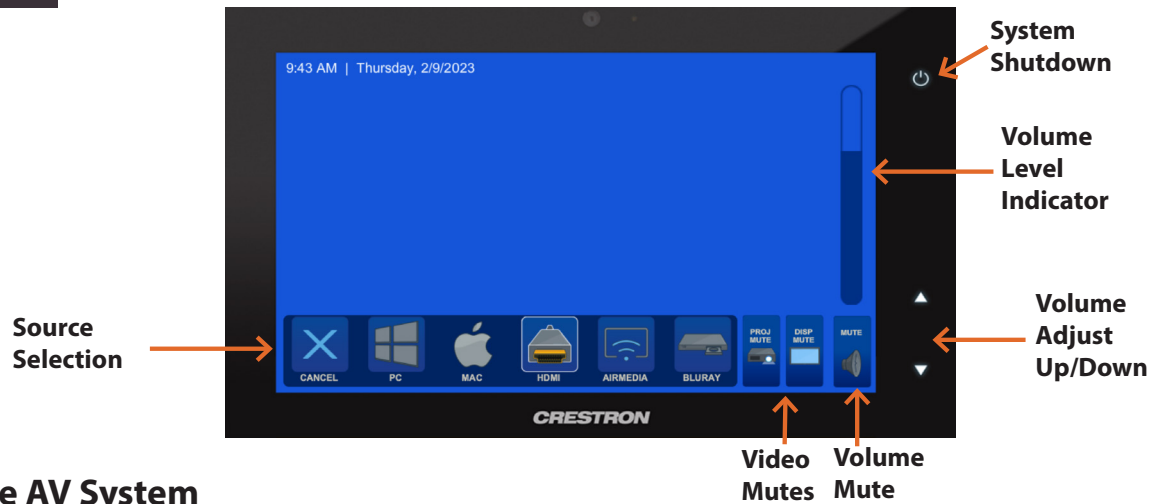 System
Shutdown
9:43 AM | Thursday, 2/9/2023
Volume
Level
Indicator
Source
Selection
Volume
Adjust
Up/Down
CANCEL
PC
MAC
HDMI
AIRMEDIA
BLURAY
PROJ
MUTE
DISP
MUTE
MUTE
CRESTRON
Video
Mutes
Volume
Mute
e AV System